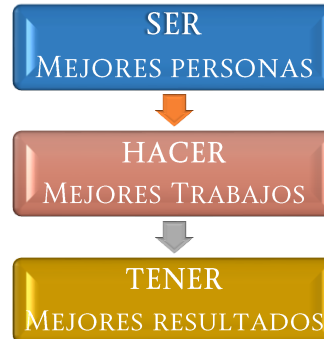 SER
MEJORES PERSONAS
HACER
MEJORES TRABAJOS
TENER
MEJORES RESULTADOS